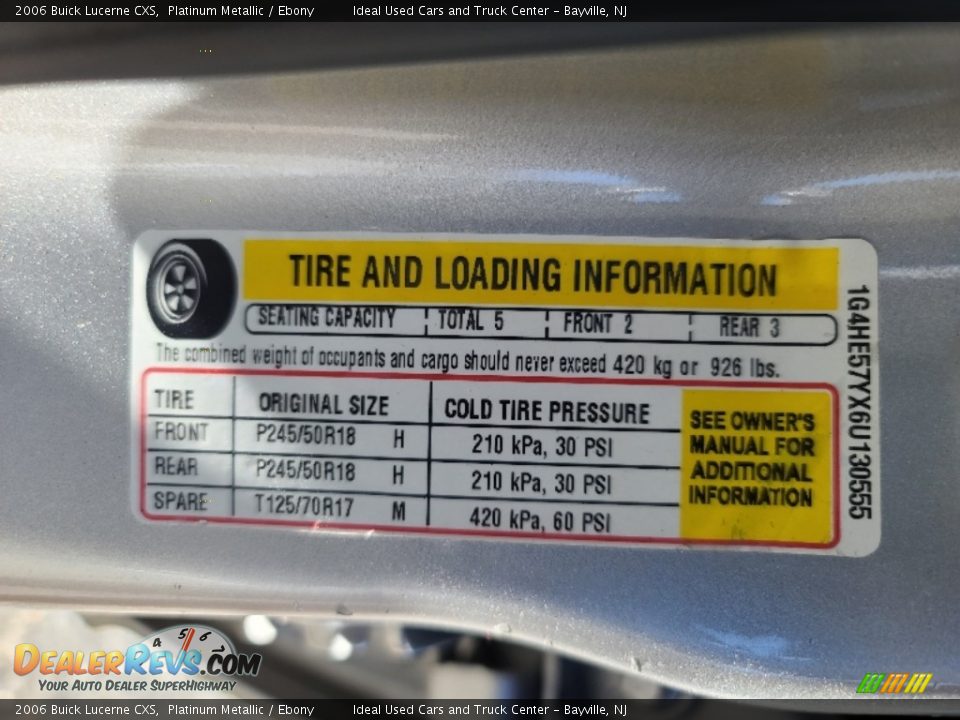 2006 Buick Lucerne CXS, Platinum Metallic / Ebony Ideal Used Cars and Truck Center - Bayville, NJ
TIRE AND LOADING INFORMATION
SEATING CAPACITY TOTAL 5 FRONT 2 REAR 3
The combined weight of occupants and cargo should never exceed 420 kg or 926 lbs.
TIRE ORIGINAL SIZE COLD TIRE PRESSURE
FRONT P245/50R18 H 210 kPa, 30 PSI
REAR P245/50R18 H 210 kPa, 30 PSI
SPARE T125/70R17 M 420 kPa, 60 PSI
SEE OWNER'S
MANUAL FOR
ADDITIONAL
INFORMATION
1G4HE57YX6U130555
4 5 6
DEALERREVS.COM
YOUR AUTO DEALER SUPERHIGHWAY
2006 Buick Lucerne CXS, Platinum Metallic / Ebony Ideal Used Cars and Truck Center - Bayville, NJ